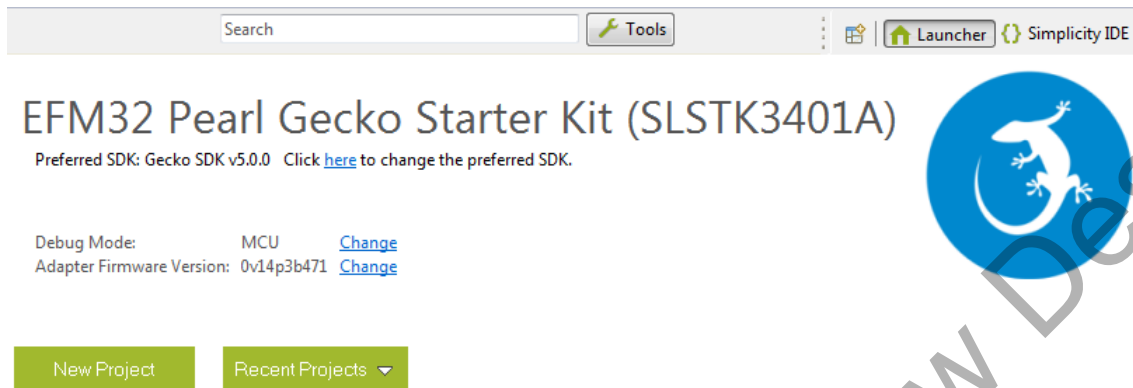 Search Tools Launcher Simplicity IDE
EFM32 Pearl Gecko Starter Kit (SLSTK3401A)
Preferred SDK: Gecko SDK v5.0.0 Click here to change the preferred SDK.
Debug Mode: MCU Change
Adapter Firmware Version: 0v14p3b471 Change
New Project Recent Projects